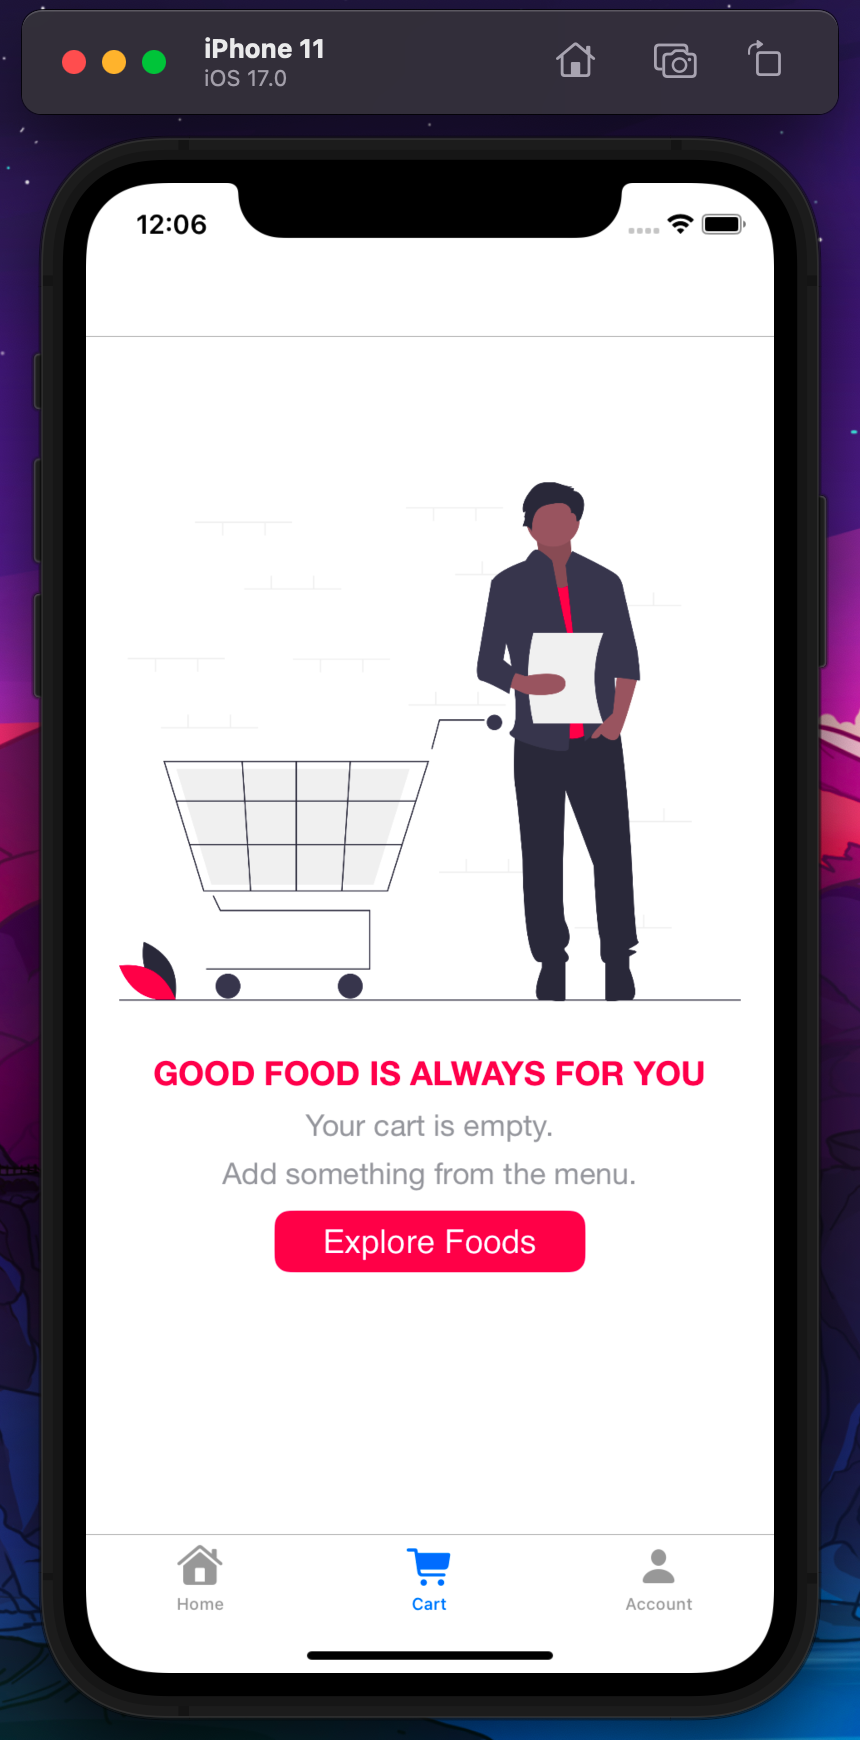 iPhone 11
iOS 17.0
12:06
GOOD FOOD IS ALWAYS FOR YOU
Your cart is empty.
Add something from the menu.
Explore Foods
Home
Cart
Account